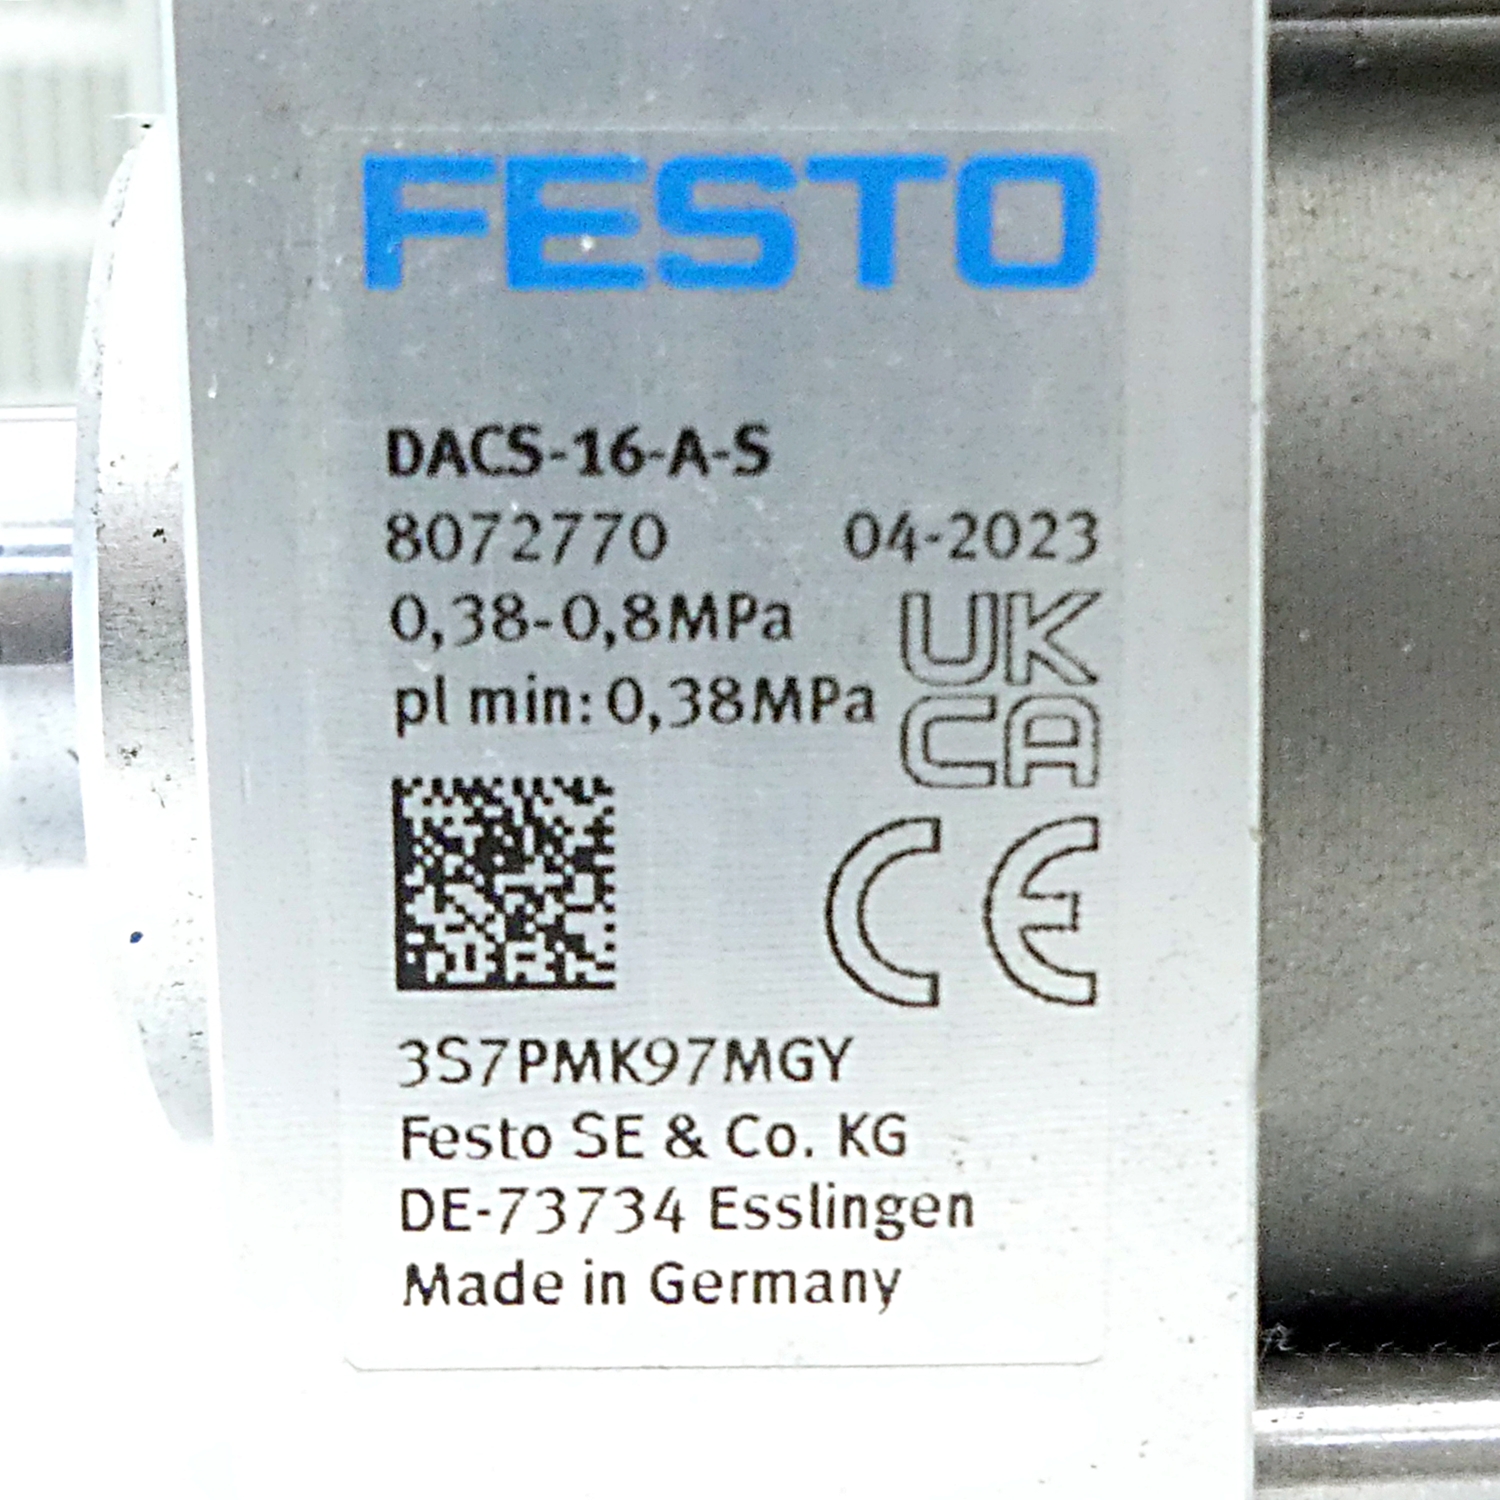 FESTO
DACS-16-A-S
8072770 04-2023
0,38-0,8MPa
pl min: 0,38MPa
UK
CA
CE
3S7PMK97MGY
Festo SE & Co. KG
DE-73734 Esslingen
Made in Germany